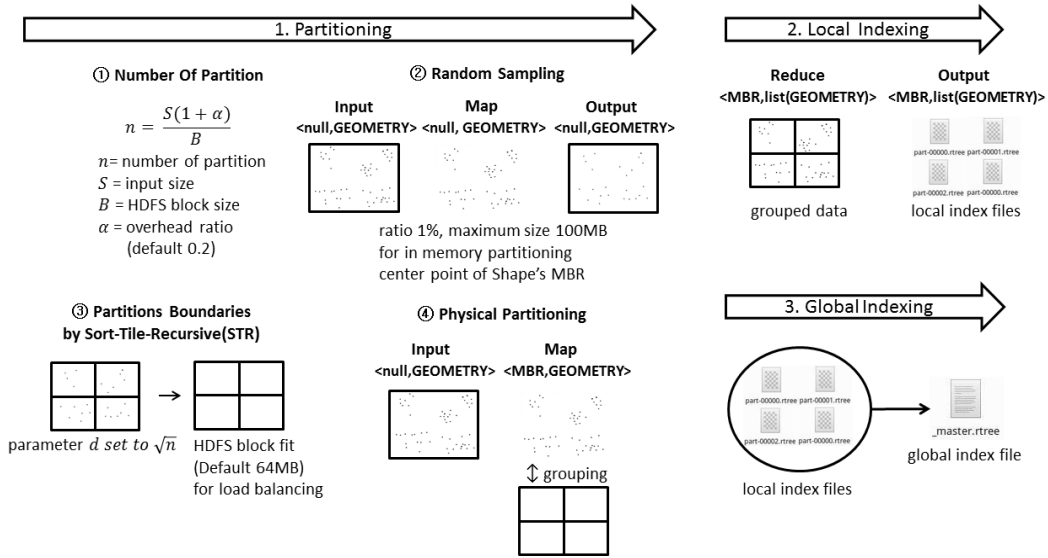 1. Partitioning
① Number Of Partition
n = S(1 + α) / B
n= number of partition
S = input size
B = HDFS block size
α = overhead ratio
(default 0.2)
② Random Sampling
Input Map Output
<null,GEOMETRY> <null, GEOMETRY> <null,GEOMETRY>
ratio 1%, maximum size 100MB
for in memory partitioning
center point of Shape's MBR
③ Partitions Boundaries
by Sort-Tile-Recursive(STR)
parameter d set to √n
HDFS block fit
(Default 64MB)
for load balancing
④ Physical Partitioning
Input Map
<null,GEOMETRY> <MBR,GEOMETRY>
grouping
2. Local Indexing
Reduce Output
<MBR,list(GEOMETRY)> <MBR,list(GEOMETRY)>
part-00000.rtree part-00001.rtree
part-00002.rtree part-00000.rtree
grouped data local index files
3. Global Indexing
part-00000.rtree part-00001.rtree
part-00002.rtree part-00000.rtree
local index files
_master.rtree
global index file